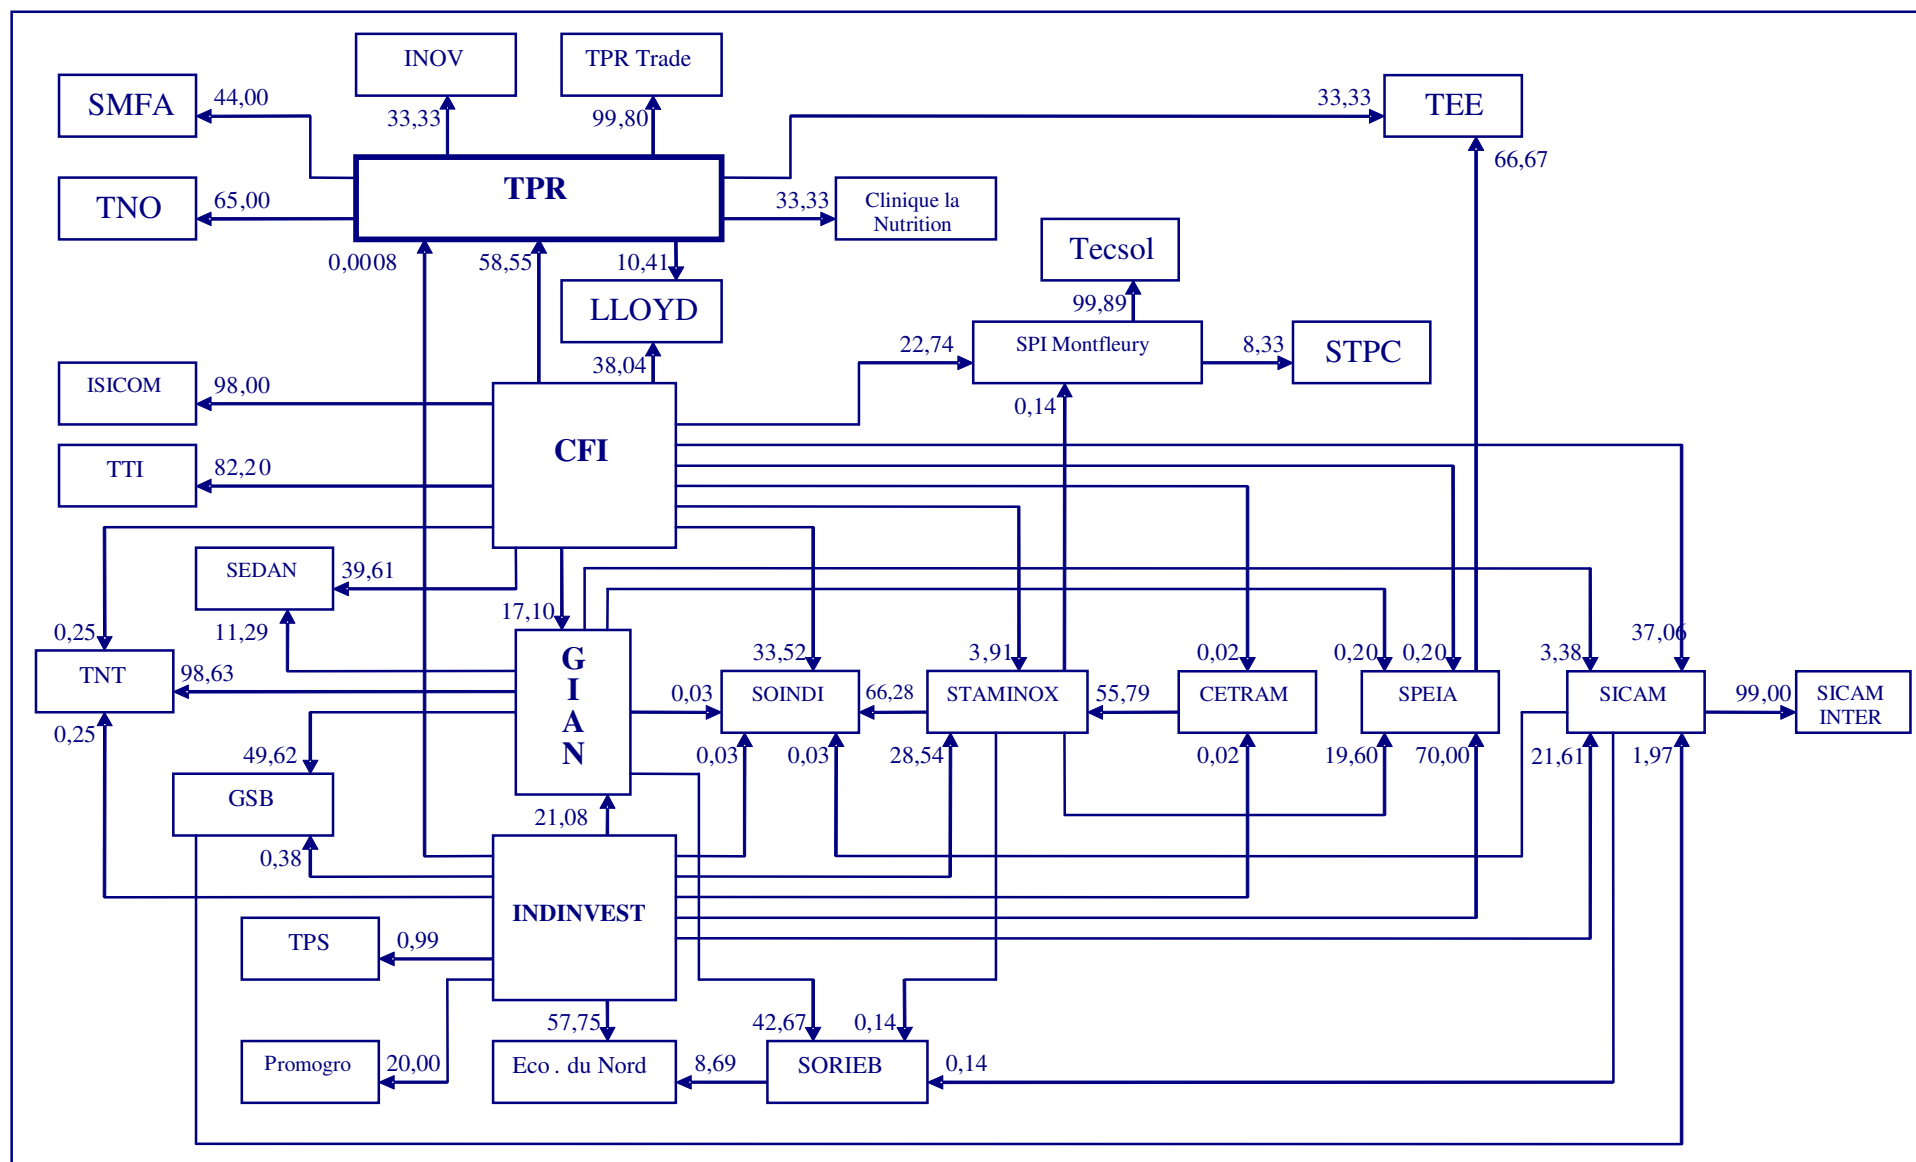 INOV
TPR Trade
SMFA
44,00
33,33
99,80
33,33
TEE
66,67
TPR
TNO
65,00
33,33
Clinique la
Nutrition
0,0008
58,55
10,41
LLOYD
Tecsol
99,89
38,04
22,74
SPI Montfleury
8,33
STPC
ISICOM
98,00
0,14
CFI
TTI
82,20
SEDAN
39,61
17,10
11,29
0,25
TNT
98,63
0,25
G
I
A
N
0,03
33,52
SOINDI
66,28
3,91
STAMINOX
55,79
0,02
CETRAM
0,20
0,20
SPEIA
3,38
37,06
SICAM
99,00
SICAM
INTER
49,62
GSB
0,38
21,08
0,03
0,03
28,54
0,02
19,60
70,00
21,61
1,97
INDINVEST
TPS
0,99
57,75
42,67
0,14
Promogro
20,00
Eco . du Nord
8,69
SORIEB
0,14